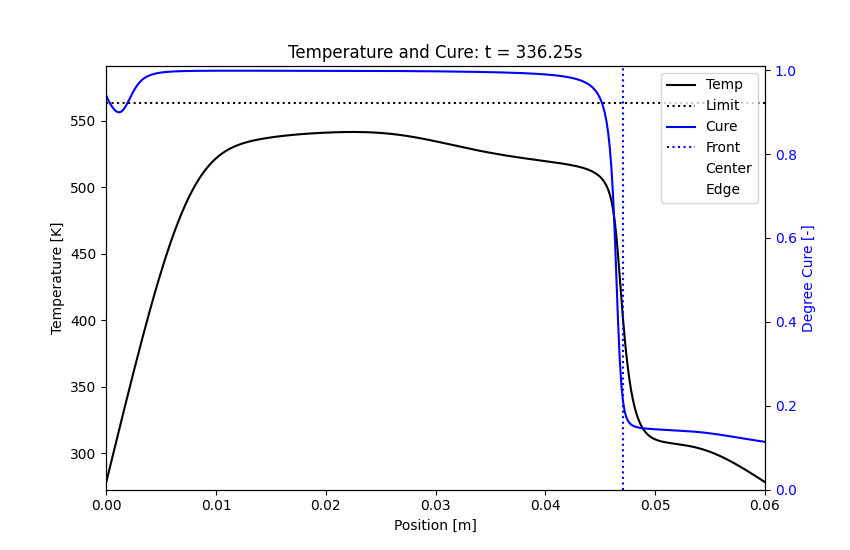 Temperature and Cure: t = 336.25s
Temp
Limit
Cure
Front
Center
Edge
Temperature [K]
550
500
450
400
350
300
Degree Cure [-]
1.0
0.8
0.6
0.4
0.2
0.0
0.00 0.01 0.02 0.03 0.04 0.05 0.06
Position [m]